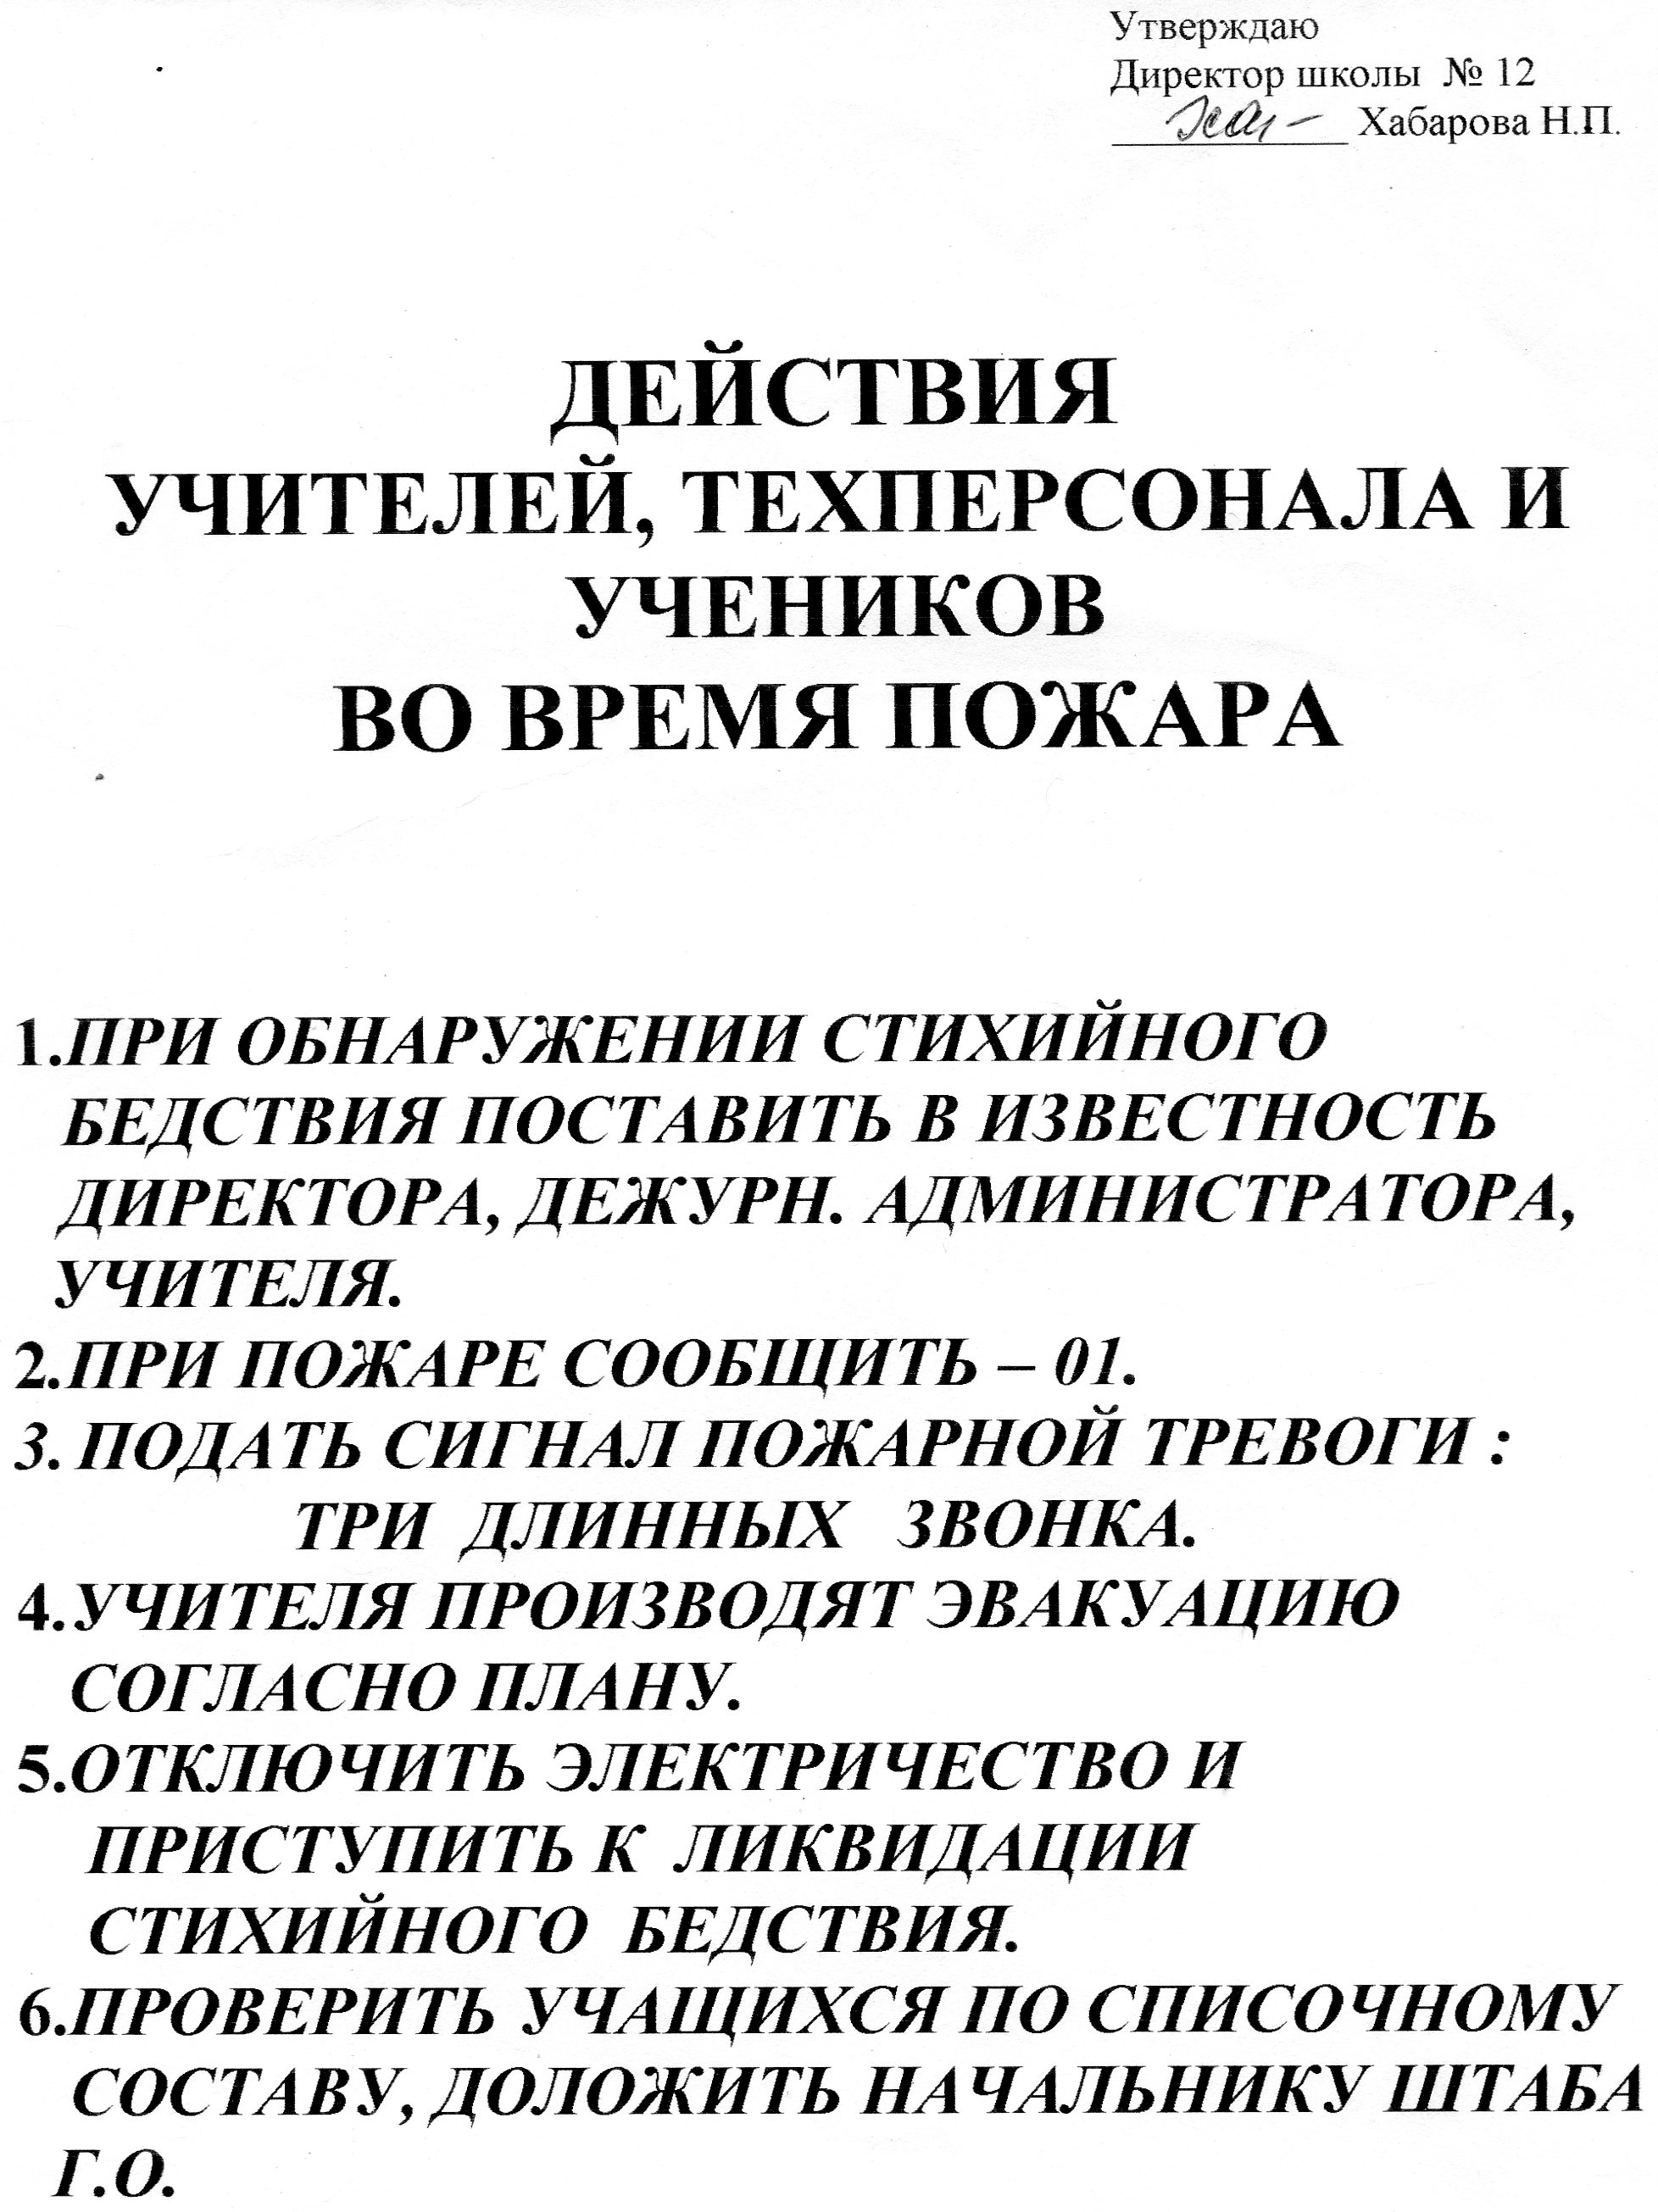 Утверждаю
Директор школы № 12
Хабарова Н.П.
ДЕЙСТВИЯ
УЧИТЕЛЕЙ, ТЕХПЕРСОНАЛА И
УЧЕНИКОВ
ВО ВРЕМЯ ПОЖАРА
1.ПРИ ОБНАРУЖЕНИИ СТИХИЙНОГО
БЕДСТВИЯ ПОСТАВИТЬ В ИЗВЕСТНОСТЬ
ДИРЕКТОРА, ДЕЖУРН. АДМИНИСТРАТОРА,
УЧИТЕЛЯ.
2.ПРИ ПОЖАРЕ СООБЩИТЬ – 01.
3. ПОДАТЬ СИГНАЛ ПОЖАРНОЙ ТРЕВОГИ :
ТРИ ДЛИННЫХ ЗВОНКА.
4.УЧИТЕЛЯ ПРОИЗВОДЯТ ЭВАКУАЦИЮ
СОГЛАСНО ПЛАНУ.
5.ОТКЛЮЧИТЬ ЭЛЕКТРИЧЕСТВО И
ПРИСТУПИТЬ К ЛИКВИДАЦИИ
СТИХИЙНОГО БЕДСТВИЯ.
6.ПРОВЕРИТЬ УЧАЩИХСЯ ПО СПИСОЧНОМУ
СОСТАВУ, ДОЛОЖИТЬ НАЧАЛЬНИКУ ШТАБА
Г.О.